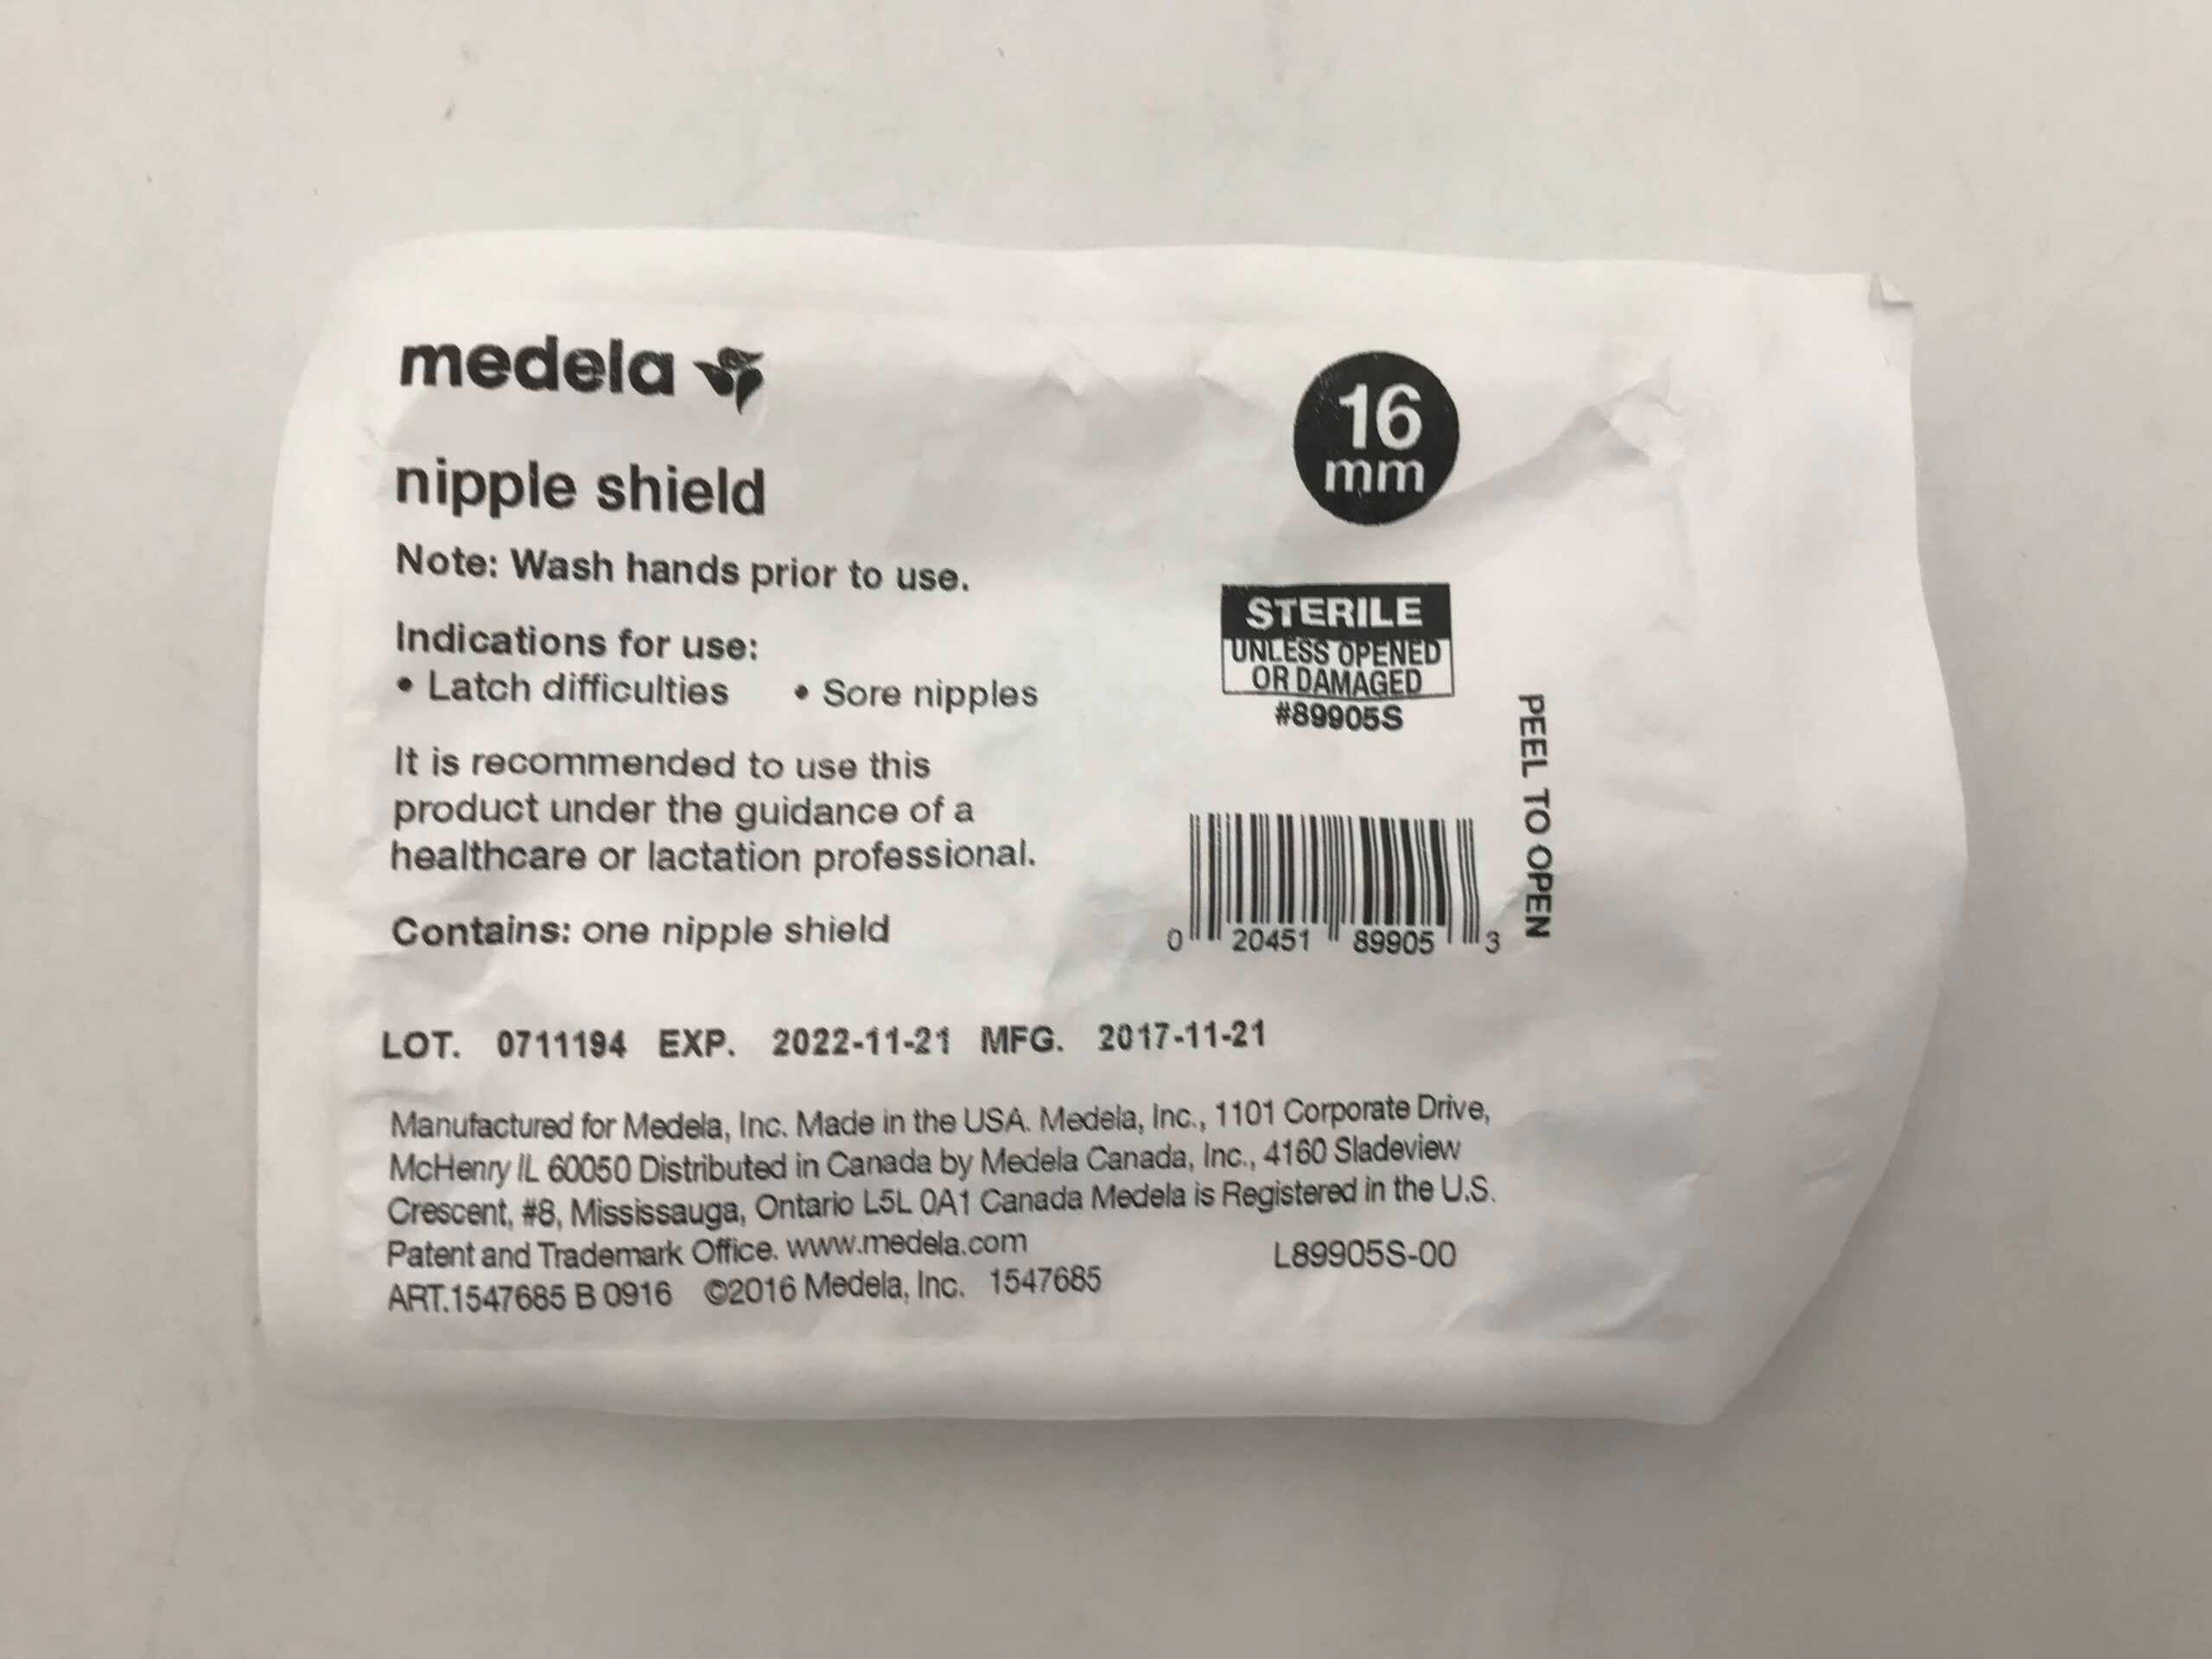 medela
16
mm
nipple shield
Note: Wash hands prior to use.
Indications for use:
• Latch difficulties • Sore nipples
STERILE
UNLESS OPENED
OR DAMAGED
#89905S
It is recommended to use this
product under the guidance of a
healthcare or lactation professional.
Contains: one nipple shield
0 20451 89905 3
PEEL TO OPEN
LOT. 0711194 EXP. 2022-11-21 MFG. 2017-11-21
Manufactured for Medela, Inc. Made in the USA. Medela, Inc., 1101 Corporate Drive,
McHenry IL 60050 Distributed in Canada by Medela Canada, Inc., 4160 Sladeview
Crescent, #8, Mississauga, Ontario L5L 0A1 Canada Medela is Registered in the U.S.
Patent and Trademark Office. www.medela.com
L89905S-00
ART.1547685 B 0916 ©2016 Medela, Inc. 1547685